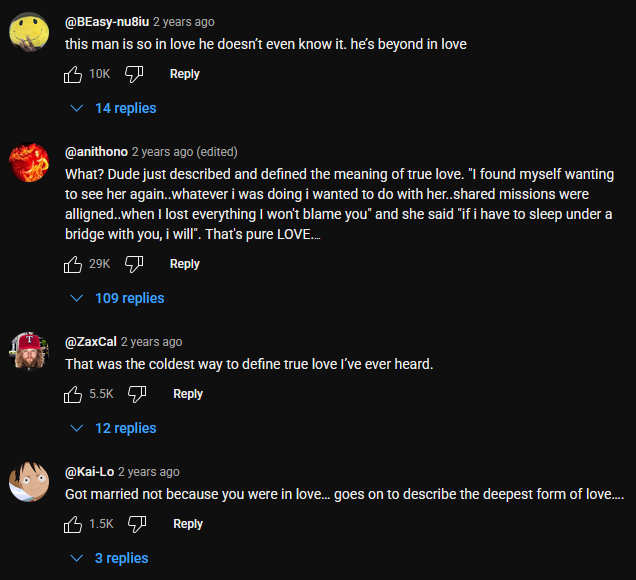 @BEasy-nu8iu 2 years ago
this man is so in love he doesn’t even know it. he’s beyond in love
10K Reply
14 replies
@anithono 2 years ago (edited)
What? Dude just described and defined the meaning of true love. "I found myself wanting
to see her again..whatever i was doing i wanted to do with her..shared missions were
alligned..when I lost everything I won't blame you" and she said "if i have to sleep under a
bridge with you, i will". That's pure LOVE....
29K Reply
109 replies
@ZaxCal 2 years ago
That was the coldest way to define true love I’ve ever heard.
5.5K Reply
12 replies
@Kai-Lo 2 years ago
Got married not because you were in love… goes on to describe the deepest form of love….
1.5K Reply
3 replies